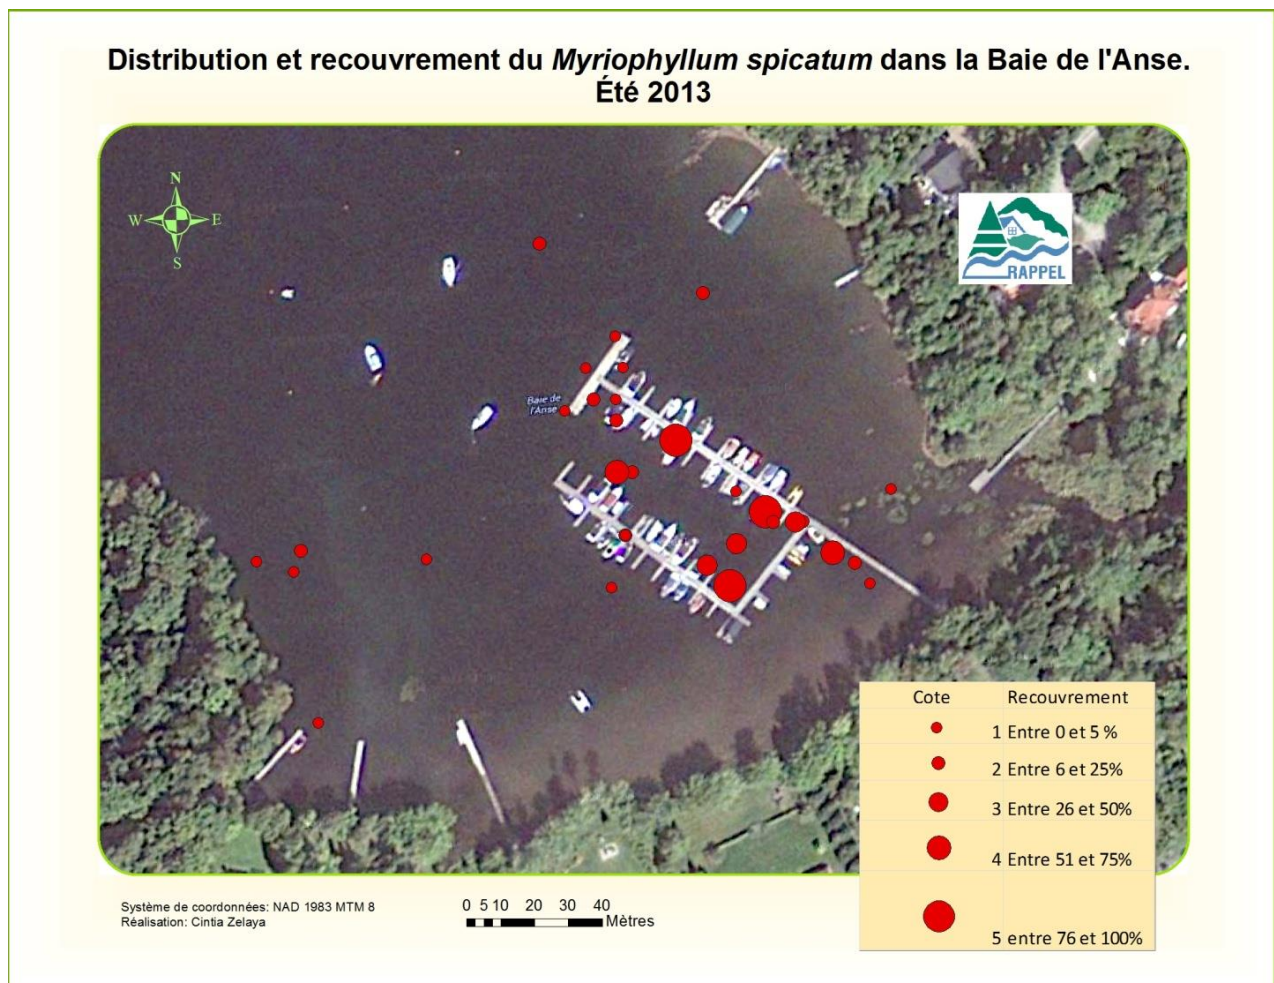 Distribution et recouvrement du Myriophyllum spicatum dans la Baie de l'Anse.
Été 2013
N
W E
S
RAPPEL
Baie de
l'Anse
Cote Recouvrement
1 Entre 0 et 5 %
2 Entre 6 et 25%
3 Entre 26 et 50%
4 Entre 51 et 75%
5 entre 76 et 100%
Système de coordonnées: NAD 1983 MTM 8
Réalisation: Cintia Zelaya
0 5 10 20 30 40
Mètres